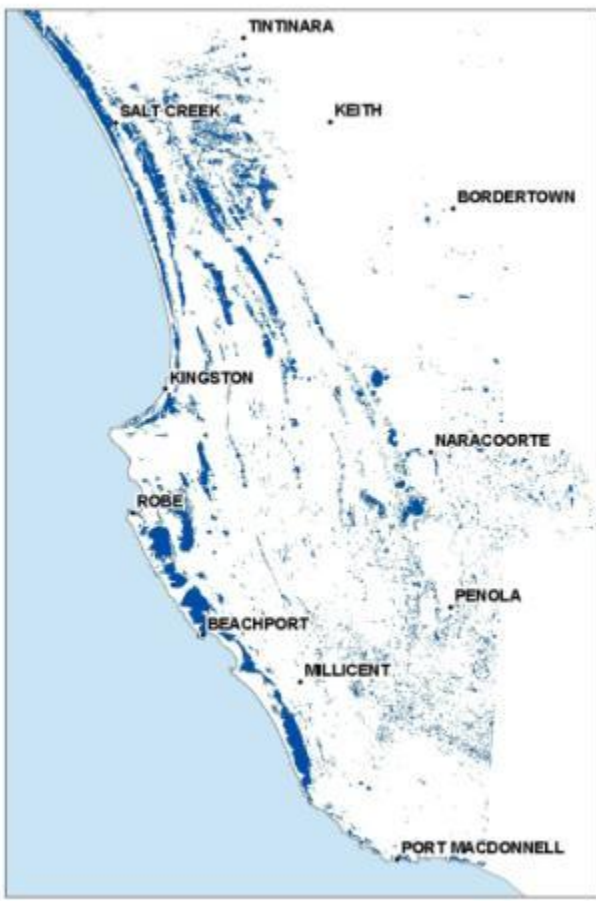 TINTINARA
SALT CREEK
KEITH
BORDERTOWN
KINGSTON
NARACOORTE
ROBE
PENOLA
BEACHPORT
MILLICENT
PORT MACDONNELL